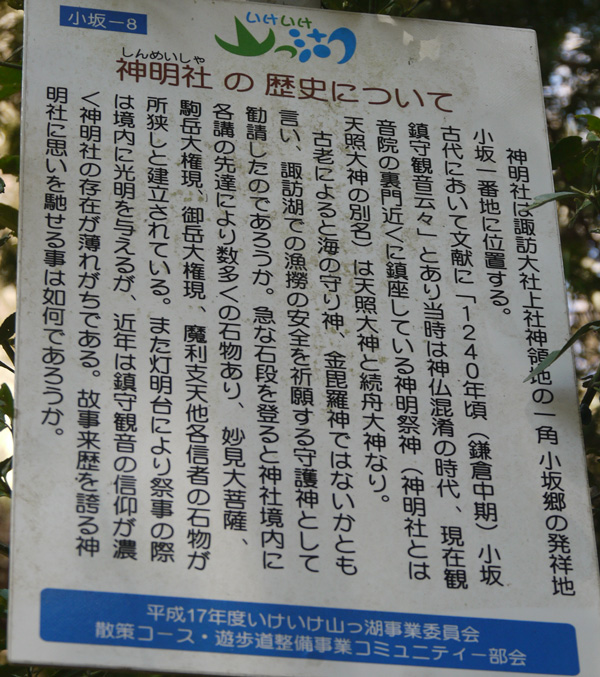 小坂－8
いけいけ
山っ湖
しんめいしゃ
神明社の歴史について
神明社は諏訪大社上社神領地の一角 小坂郷の発祥地
小坂一番地に位置する。
古代において文献に「1240年頃（鎌倉中期）小坂
鎮守観音云々」とあり当時は神仏混淆の時代、現在観
音院の裏門近くに鎮座している神明祭神（神明社とは
天照大神の別名）は天照大神と続舟大神なり。
古老によると海の守り神、金毘羅神ではないかとも
言い、諏訪湖での漁撈の安全を祈願する守護神として
勧請したのであろうか。急な石段を登ると神社境内に
各講の先達により数多くの石物あり、妙見大菩薩、
駒岳大権現、御岳大権現、魔利支天他各信者の石物が
所狭しと建立されている。また灯明台により祭事の際
は境内に光明を与えるが、近年は鎮守観音の信仰が濃
く神明社の存在が薄れがちである。故事来歴を誇る神
明社に思いを馳せる事は如何であろうか。
平成17年度いけいけ山っ湖事業委員会
散策コース・遊歩道整備事業コミュニティー部会